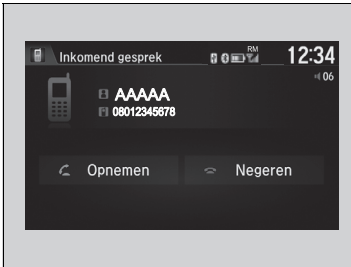 Inkomend gesprek RM 12:34
06
AAAAA
08012345678
Opnemen Negeren